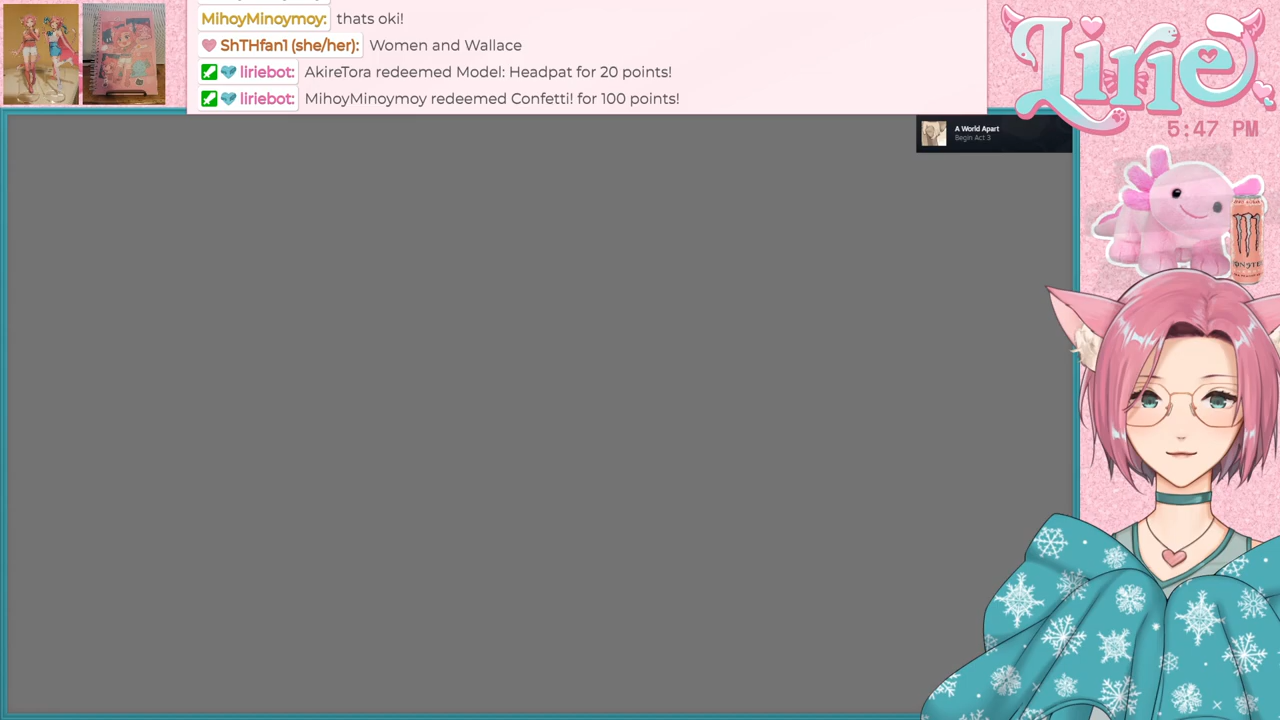 MihoyMinoymoy: thats oki!
ShTHfan1 (she/her): Women and Wallace
liriebot: AkireTora redeemed Model: Headpat for 20 points!
liriebot: MihoyMinoymoy redeemed Confetti! for 100 points!
Lirie
5:47 PM
A World Apart
Begin Act 3
MONSTER